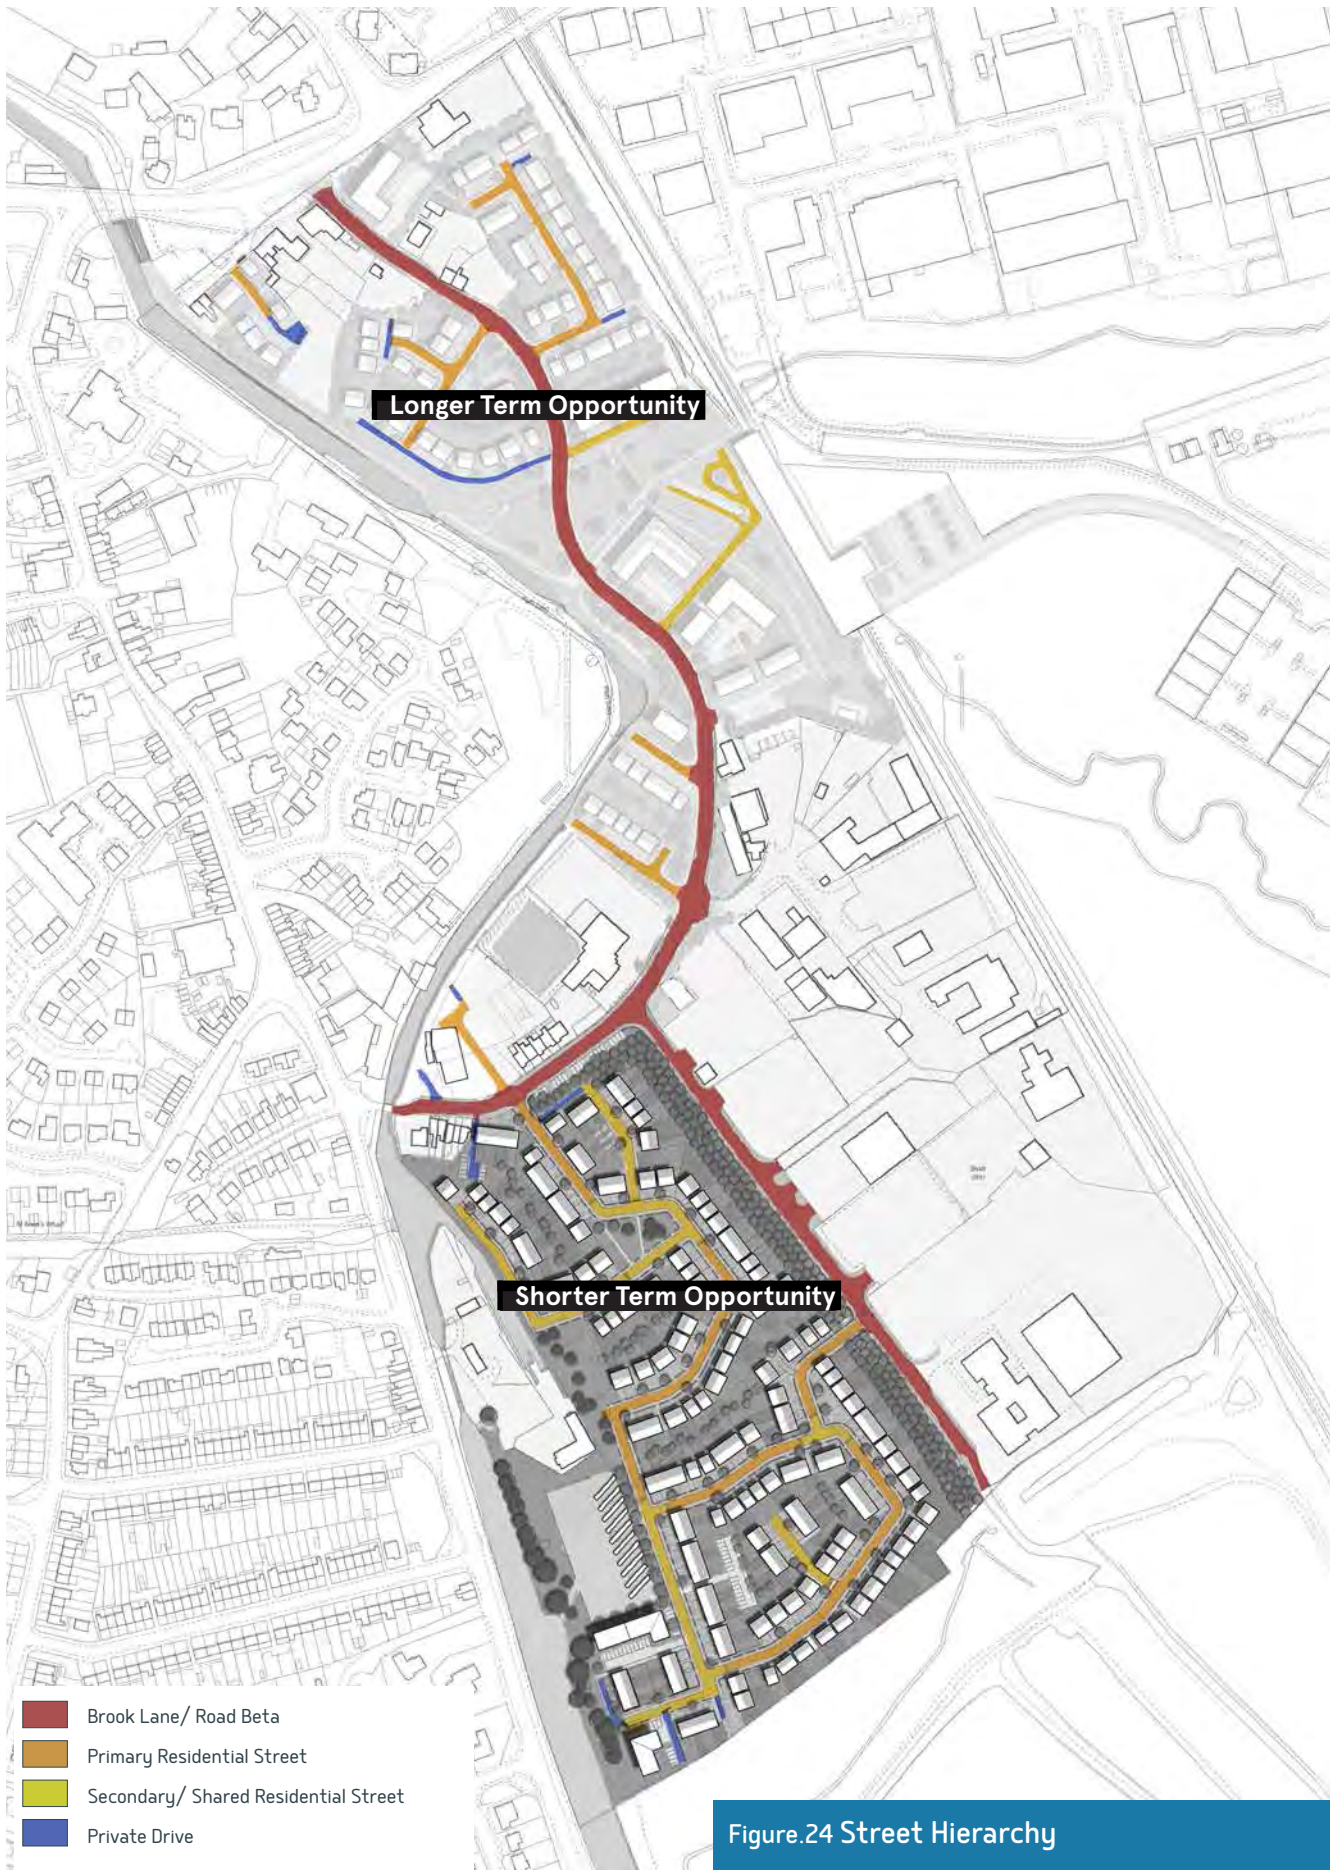 Longer Term Opportunity
Shorter Term Opportunity
Brook Lane/ Road Beta
Primary Residential Street
Secondary/ Shared Residential Street
Private Drive
Figure.24 Street Hierarchy